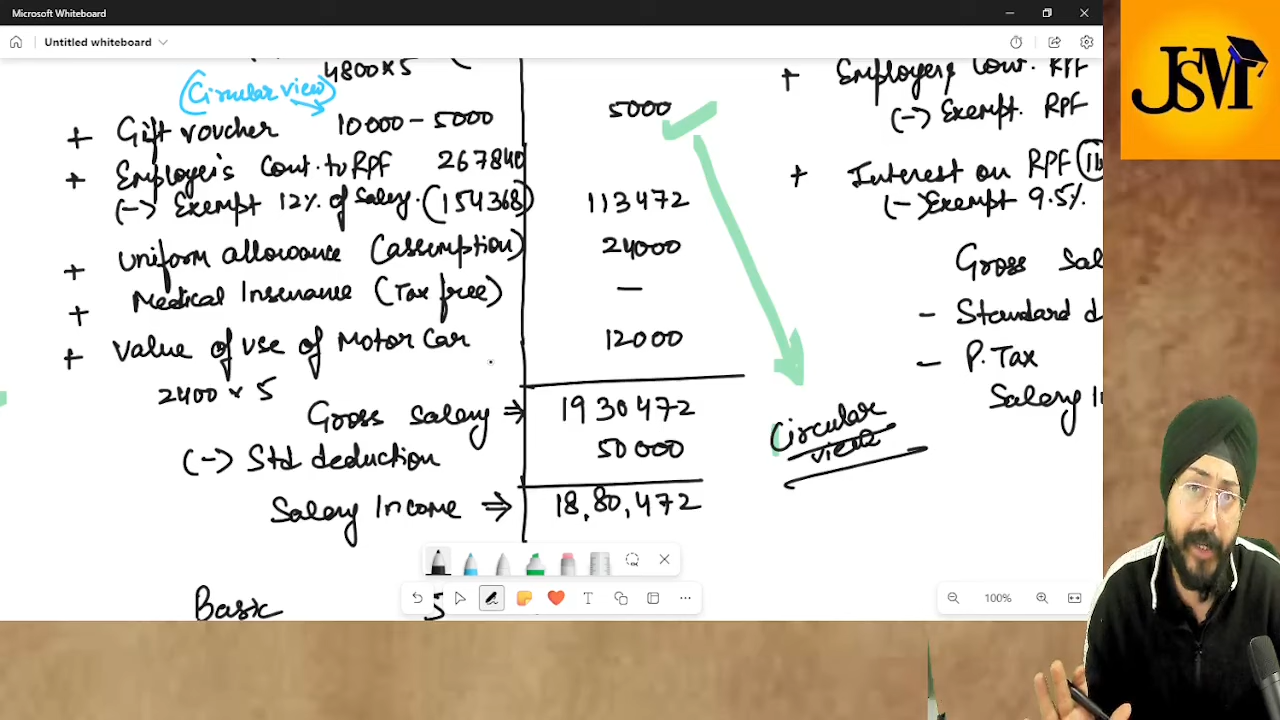 Microsoft Whiteboard
Untitled whiteboard
4800 x 5
(Circular view)
+ Gift voucher 10000 - 5000 5000
+ Employer's Cont. to RPF 267840
(-) Exempt 12% of Salary. (154368) 113472
+ Uniform allowance (assumption) 24000
+ Medical Insurance (Tax free) —
+ Value of use of Motor Car 12000
2400 x 5
Gross Salary ⇒ 1930472
(-) Std deduction 50000
Salary Income ⇒ 18,80,472
Basic 5
Circular view
+ Employers Cont. RPF
(-) Exempt. RPF
+ Interest on RPF
(-) Exempt 9.5%.
Gross Sal
- Standard d
- P. Tax
Salary I
100%
JSM